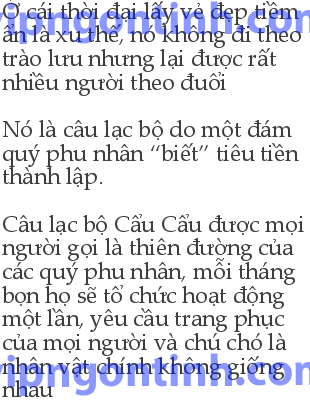 Ở cái thời đại lấy vẻ đẹp tiềm
ẩn là xu thế, nó không đi theo
trào lưu nhưng lại được rất
nhiều người theo đuổi
Nó là câu lạc bộ do một đám
quý phu nhân “biết” tiêu tiền
thành lập.
Câu lạc bộ Cẩu Cẩu được mọi
người gọi là thiên đường của
các quý phu nhân, mỗi tháng
bọn họ sẽ tổ chức hoạt động
một lần, yêu cầu trang phục
của mọi người và chú chó là
nhân vật chính không giống
nhau